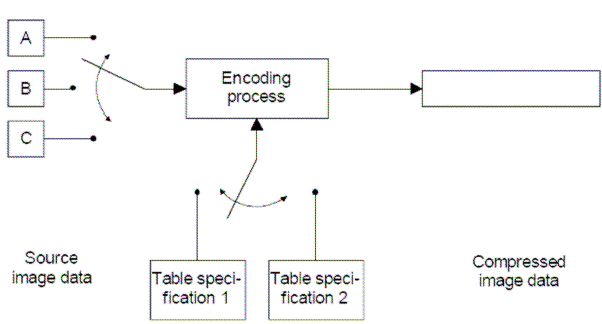 A
B
C
Encoding
process
Source
image data
Table speci-
fication 1
Table speci-
fication 2
Compressed
image data